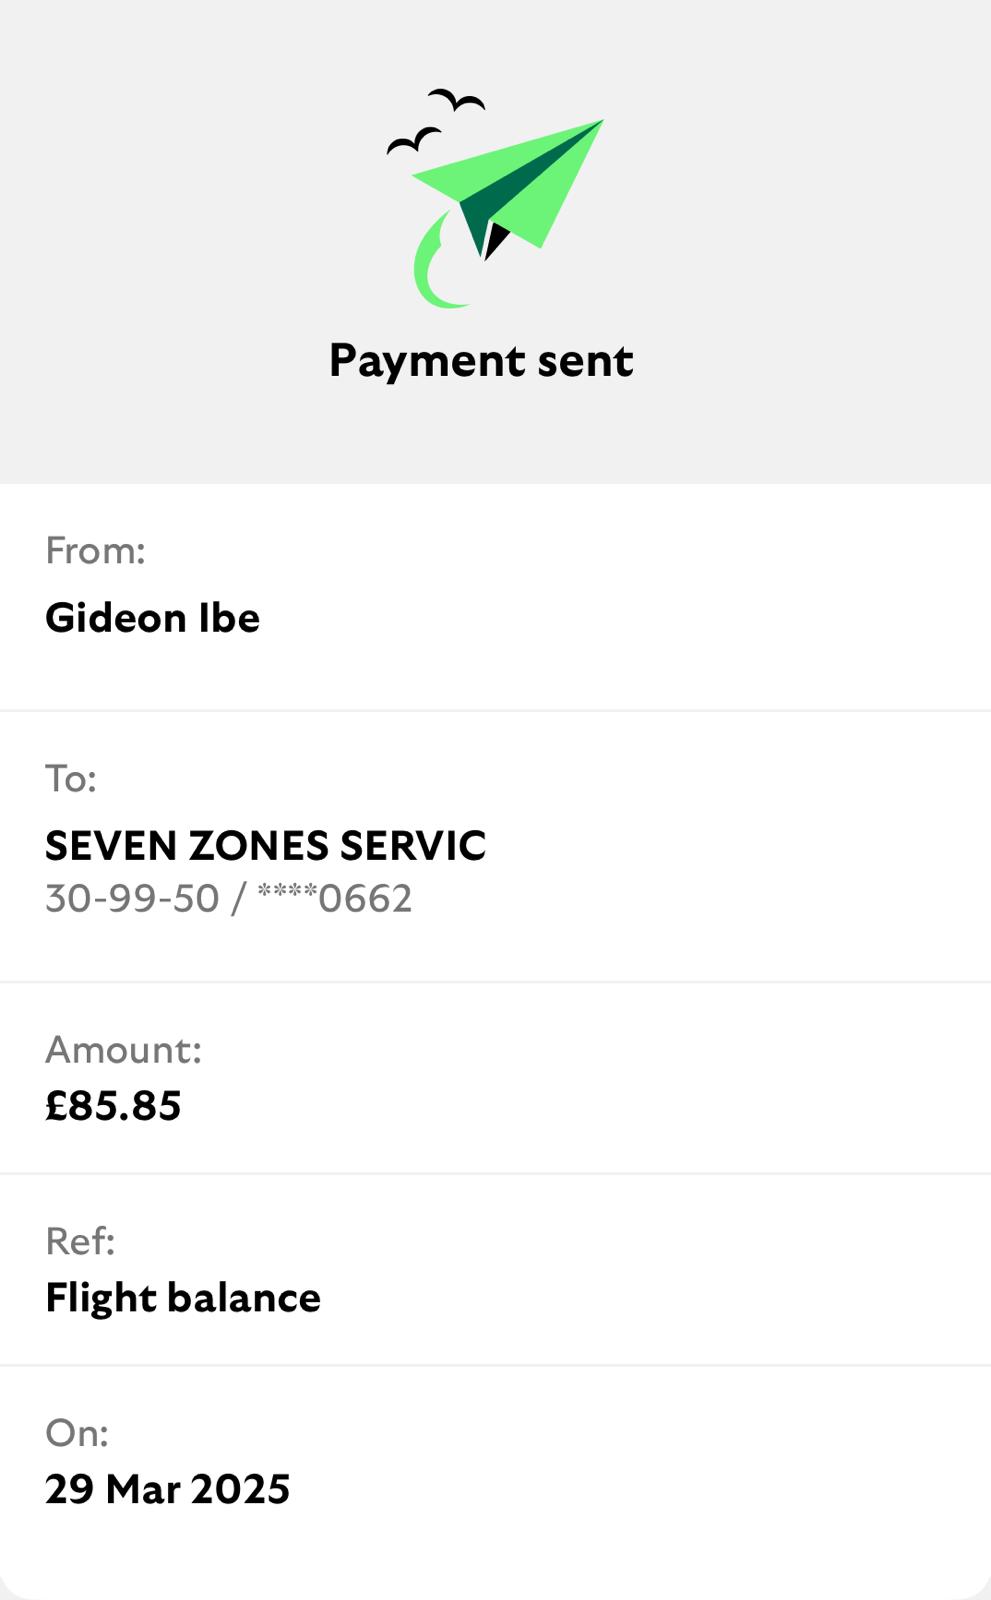 Payment sent
From:
Gideon Ibe
To:
SEVEN ZONES SERVIC
30-99-50 / ****0662
Amount:
£85.85
Ref:
Flight balance
On:
29 Mar 2025